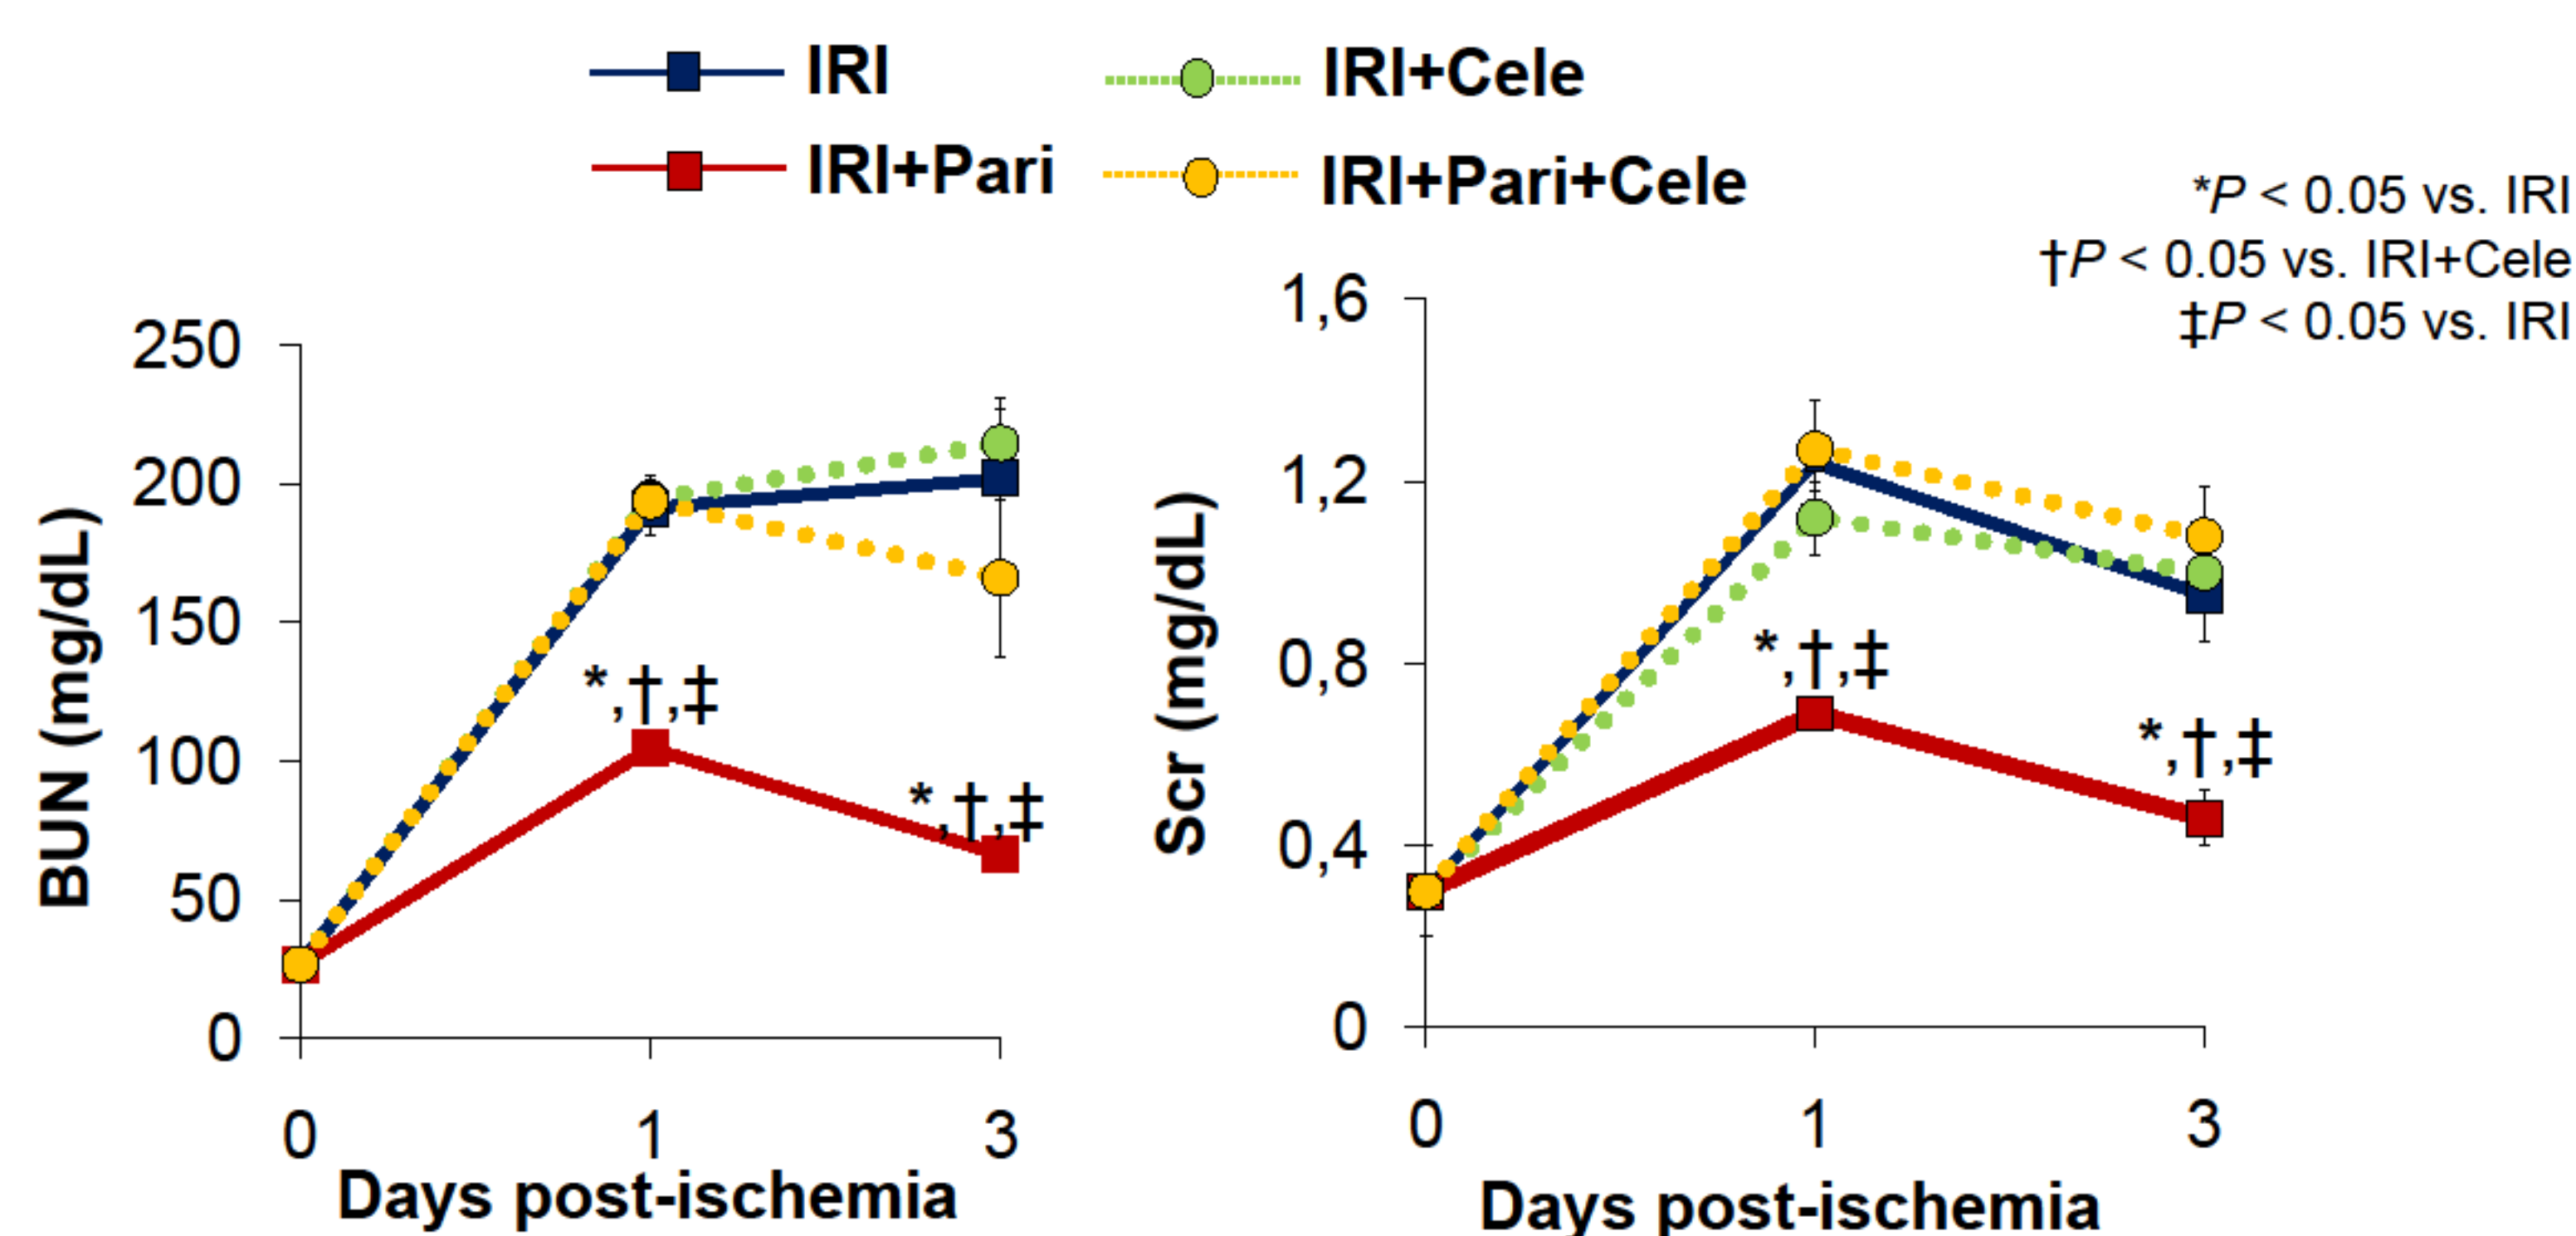 IRI
IRI+Cele
IRI+Pari
IRI+Pari+Cele
*P < 0.05 vs. IRI
†P < 0.05 vs. IRI+Cele
‡P < 0.05 vs. IRI
BUN (mg/dL)
250
200
150
100
50
0
*,†,‡
*,†,‡
0 1 3
Days post-ischemia
Scr (mg/dL)
1,6
1,2
0,8
0,4
0
*,†,‡
*,†,‡
0 1 3
Days post-ischemia